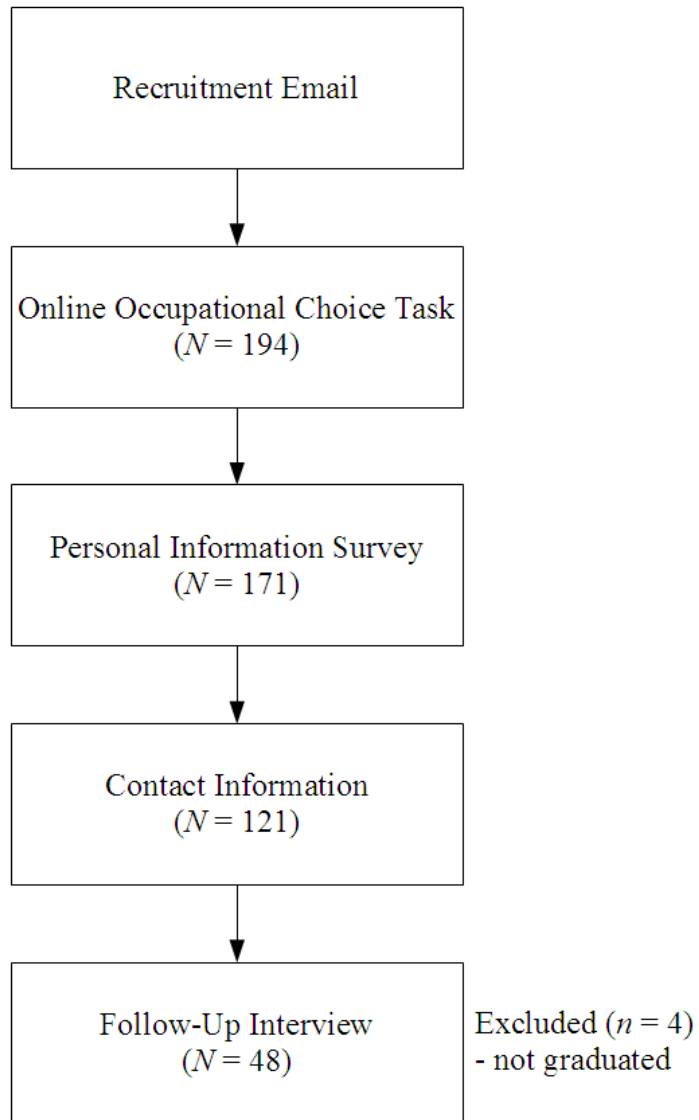 Recruitment Email
Online Occupational Choice Task
(N = 194)
Personal Information Survey
(N = 171)
Contact Information
(N = 121)
Follow-Up Interview
(N = 48)
Excluded (n = 4)
- not graduated